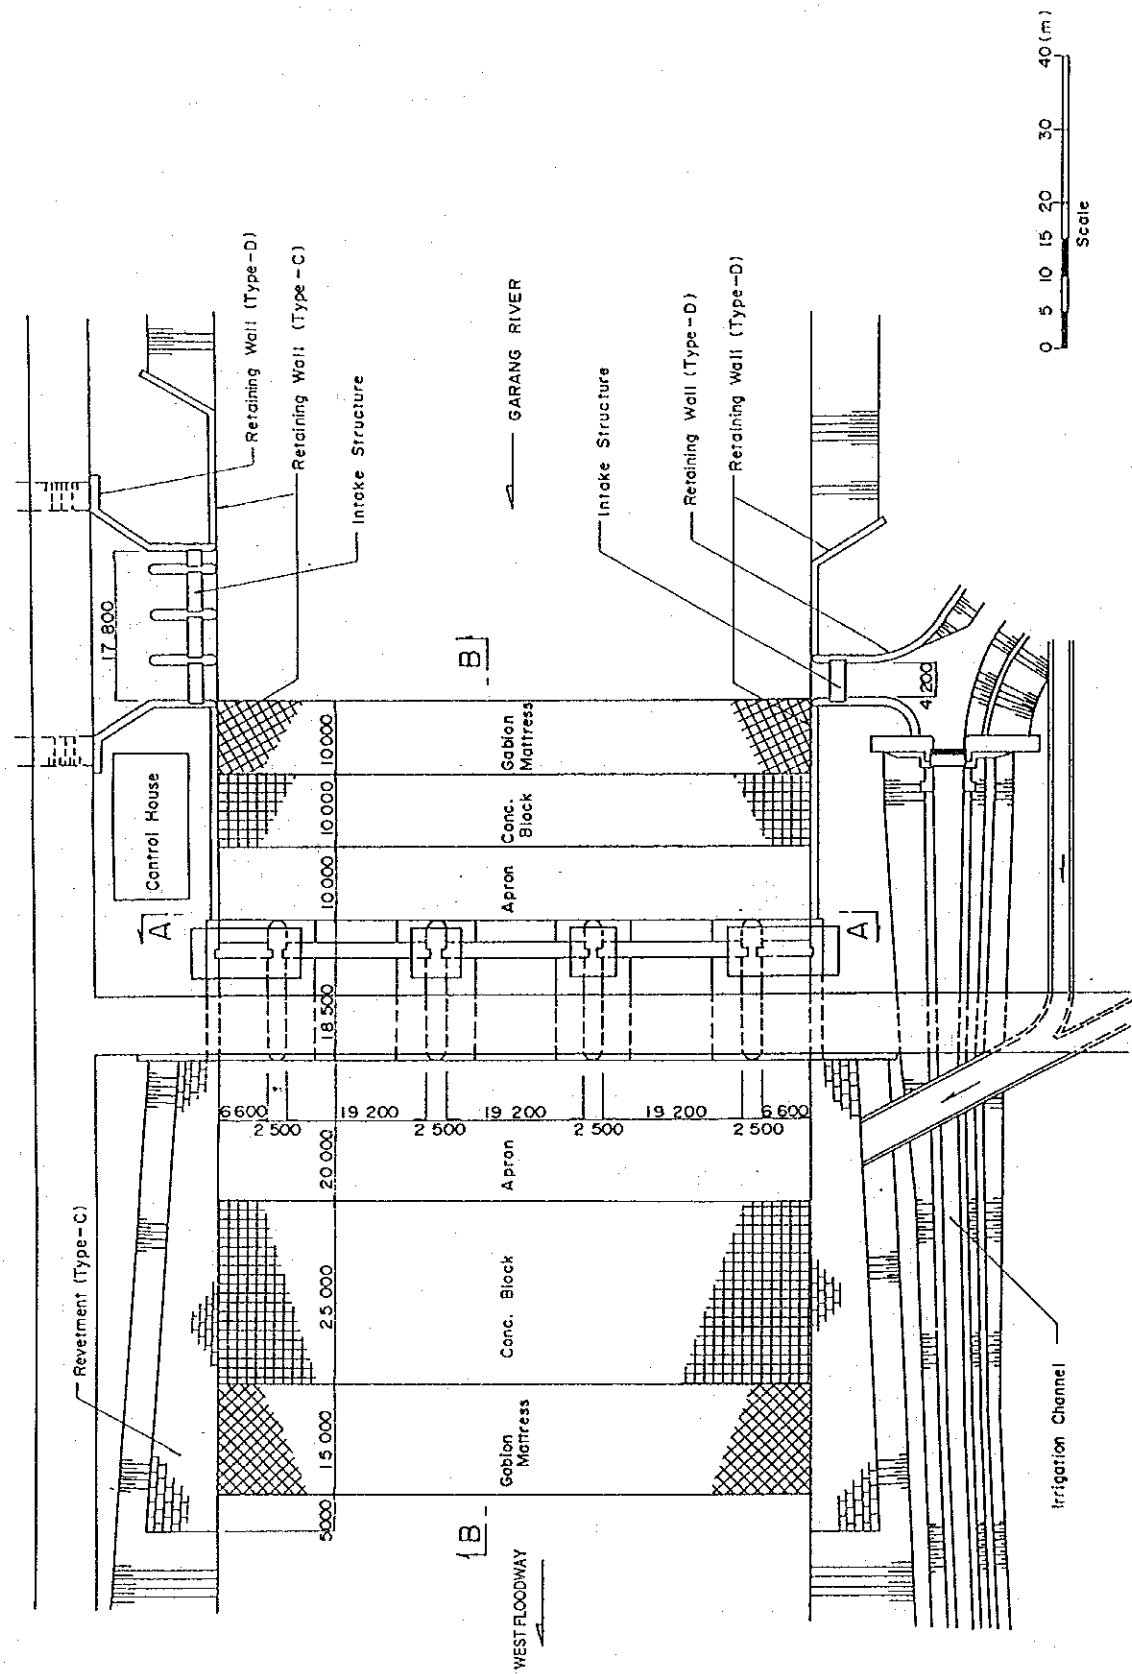 40 (m)
30
20
15
10
5
0
Scale
Retaining Wall (Type-D)
Retaining Wall (Type-C)
Intake Structure
GARANG RIVER
Intake Structure
Retaining Wall (Type-D)
Retaining Wall (Type-D)
17 800
B
4 200
10 000
Gabion
Mattress
10 000
Conc.
Block
10 000
Apron
Control House
A
A
18 500
6 600
19 200
19 200
19 200
6 600
2 500
2 500
2 500
2 500
20 000
Apron
25 000
Conc. Block
15 000
Gabion
Mattress
5000
Revetment (Type-C)
B
WEST FLOODWAY
Irrigation Channel